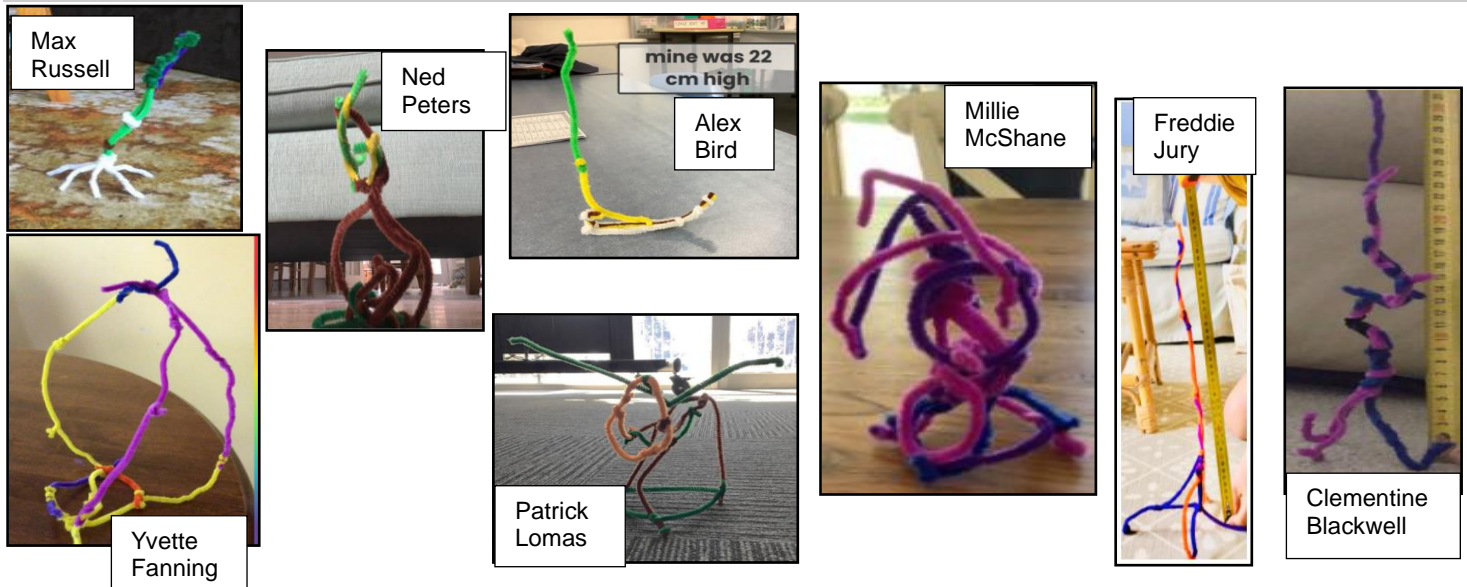 Max
Russell
Ned
Peters
mine was 22
cm high
Alex
Bird
Millie
McShane
Freddie
Jury
Yvette
Fanning
Patrick
Lomas
Clementine
Blackwell